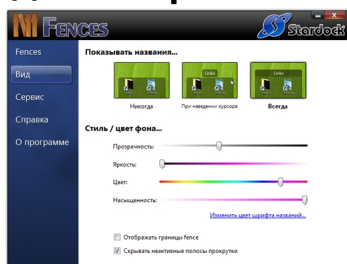 FENCES
Stardock
Fences
Вид
Сервис
Справка
О программе
Показывать названия...
Links
Links
Никогда
При наведении курсора
Всегда
Стиль / цвет фона...
Прозрачность:
Яркость:
Цвет:
Насыщенность:
Изменить цвет шрифта названий...
Отображать границы fence
Скрывать неактивные полосы прокрутки